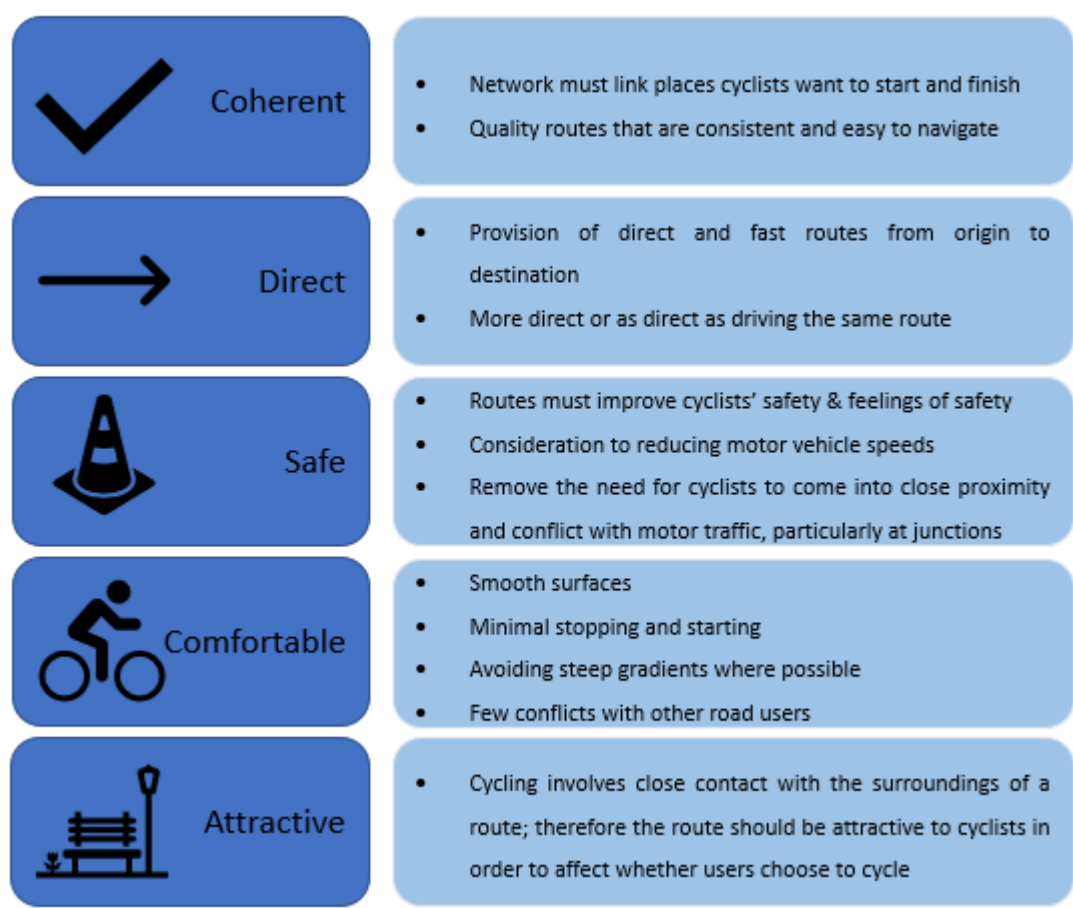 Coherent
• Network must link places cyclists want to start and finish
• Quality routes that are consistent and easy to navigate
Direct
• Provision of direct and fast routes from origin to
destination
• More direct or as direct as driving the same route
Safe
• Routes must improve cyclists’ safety & feelings of safety
• Consideration to reducing motor vehicle speeds
• Remove the need for cyclists to come into close proximity
and conflict with motor traffic, particularly at junctions
Comfortable
• Smooth surfaces
• Minimal stopping and starting
• Avoiding steep gradients where possible
• Few conflicts with other road users
Attractive
• Cycling involves close contact with the surroundings of a
route; therefore the route should be attractive to cyclists in
order to affect whether users choose to cycle